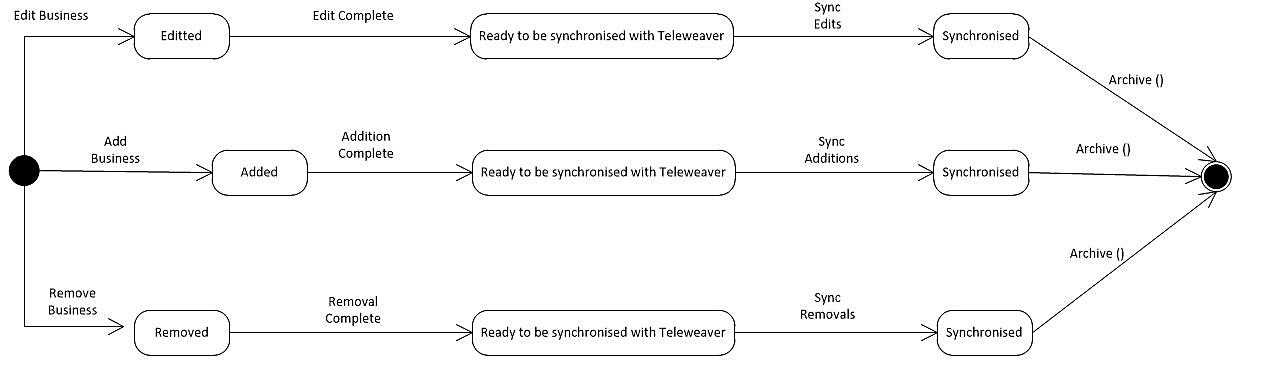 Edit Business
Edit Complete
Sync
Edits
Editted
Ready to be synchronised with Teleweaver
Synchronised
Archive ()
Add
Business
Addition
Complete
Sync
Additions
Archive ()
Added
Ready to be synchronised with Teleweaver
Synchronised
Archive ()
Remove
Business
Removal
Complete
Sync
Removals
Removed
Ready to be synchronised with Teleweaver
Synchronised